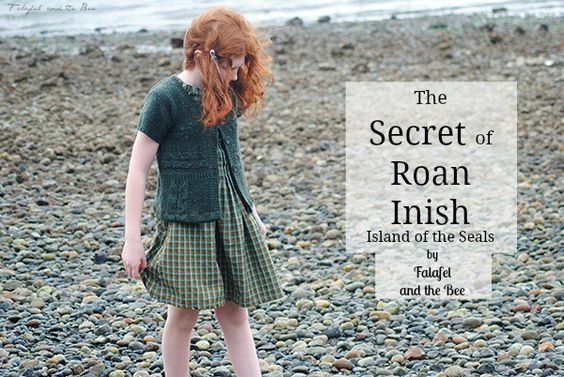 Falafel and the Bee
The
Secret of
Roan
Inish
Island of the Seals
by
Falafel
and the Bee